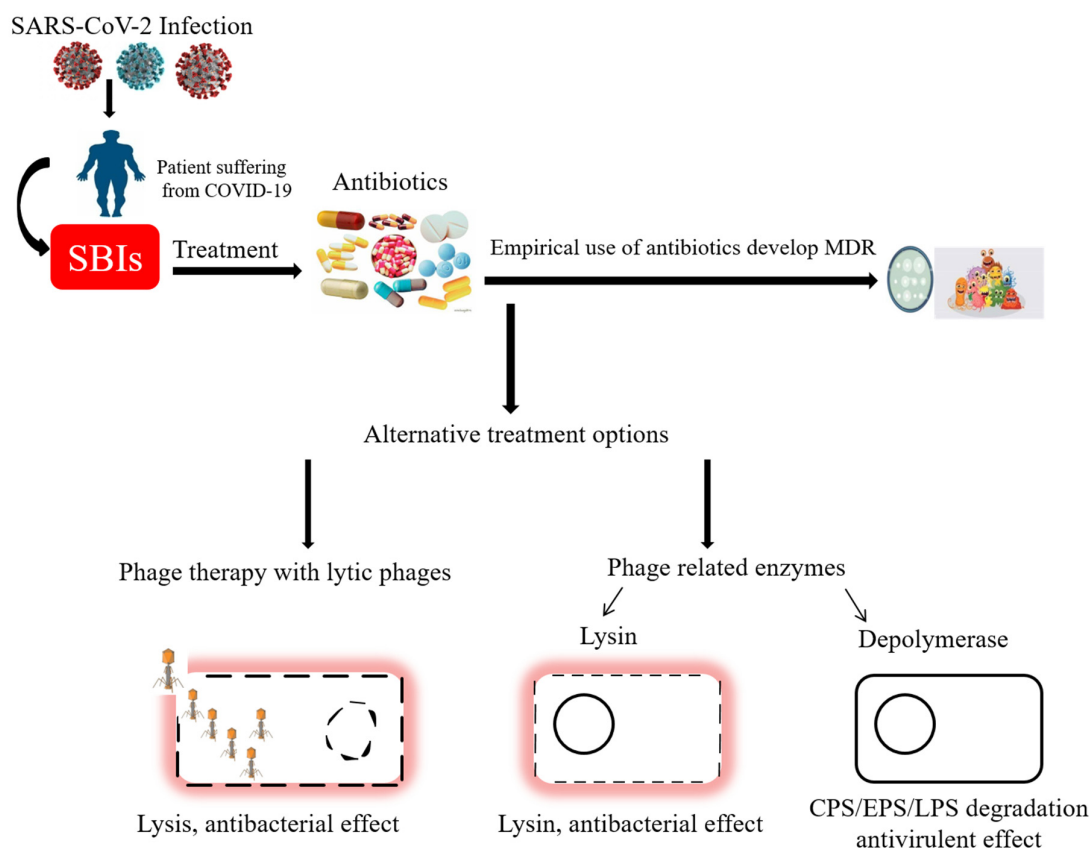 SARS-CoV-2 Infection
Patient suffering
from COVID-19
SBIs
Treatment
Antibiotics
Empirical use of antibiotics develop MDR
Alternative treatment options
Phage therapy with lytic phages
Phage related enzymes
Lysin
Depolymerase
Lysis, antibacterial effect
Lysin, antibacterial effect
CPS/EPS/LPS degradation
antivirulent effect